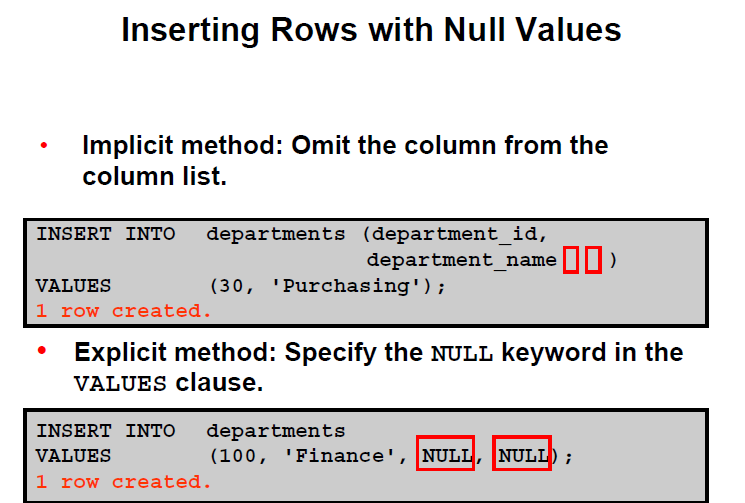 Inserting Rows with Null Values
• Implicit method: Omit the column from the
column list.
INSERT INTO departments (department_id,
department_name )
VALUES (30, 'Purchasing');
1 row created.
• Explicit method: Specify the NULL keyword in the
VALUES clause.
INSERT INTO departments
VALUES (100, 'Finance', NULL, NULL);
1 row created.